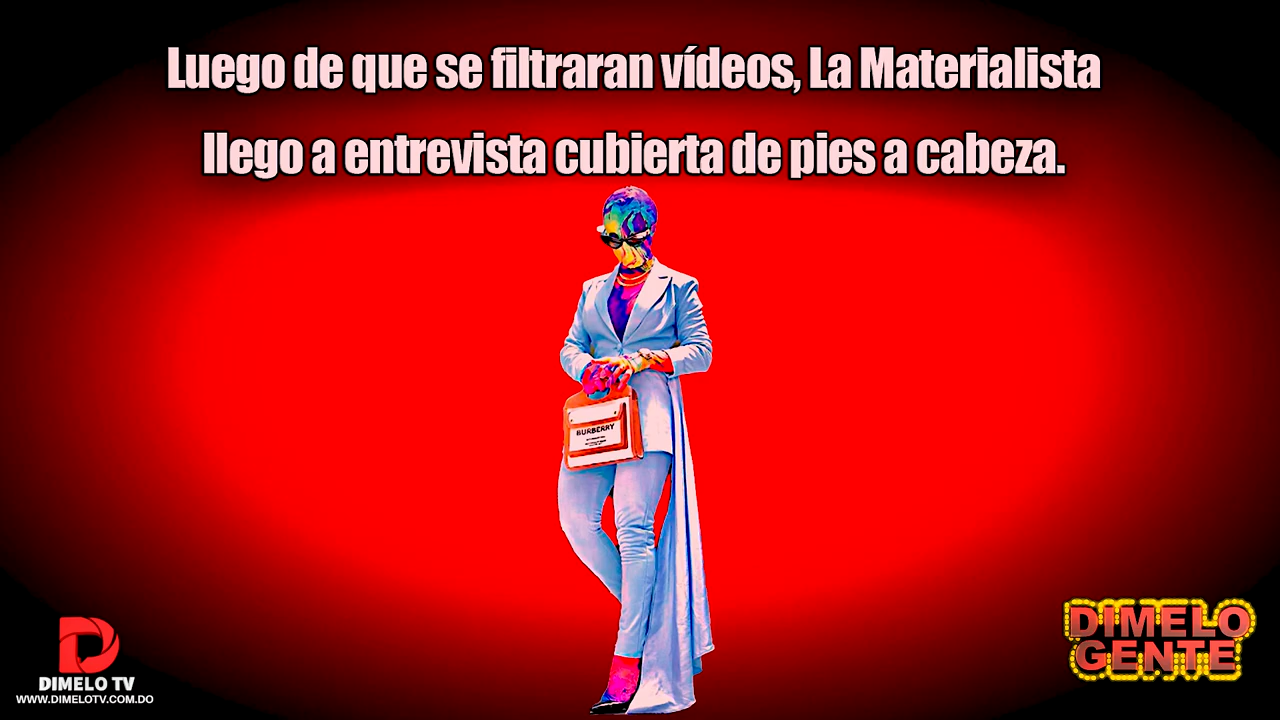 Luego de que se filtraran vídeos, La Materialista
llego a entrevista cubierta de pies a cabeza.
BURBERRY
DIMELO TV
WWW.DIMELOTV.COM.DO
DIMELO
GENTE